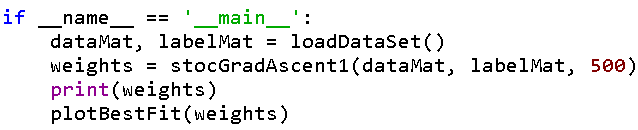 if __name__ == '__main__':
    dataMat, labelMat = loadDataSet()
    weights = stocGradAscent1(dataMat, labelMat, 500)
    print(weights)
    plotBestFit(weights)